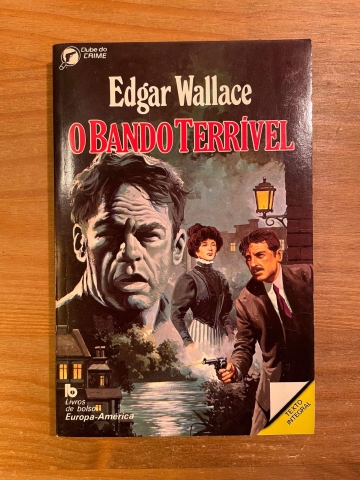 Clube do
CRIME
Edgar Wallace
O BANDO TERRÍVEL
Livros
de bolso
Europa-América
TEXTO
INTEGRAL